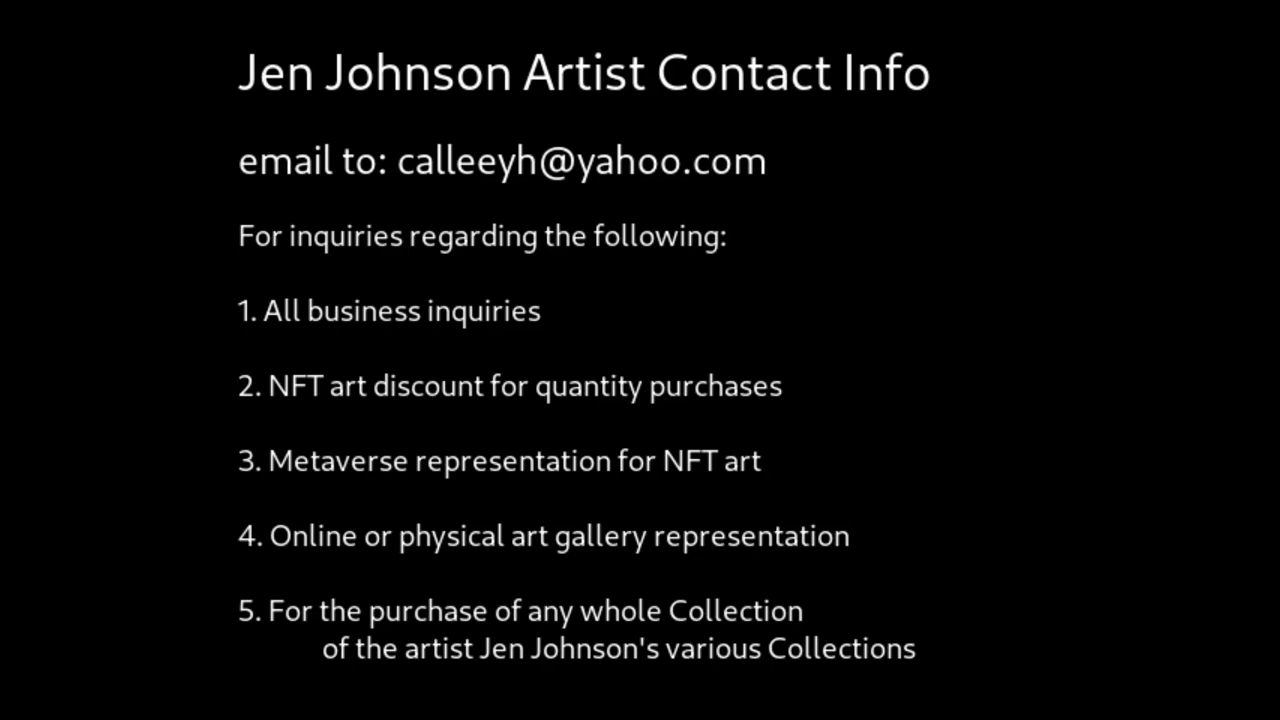 Jen Johnson Artist Contact Info
email to: calleeyh@yahoo.com
For inquiries regarding the following:
1. All business inquiries
2. NFT art discount for quantity purchases
3. Metaverse representation for NFT art
4. Online or physical art gallery representation
5. For the purchase of any whole Collection
of the artist Jen Johnson's various Collections